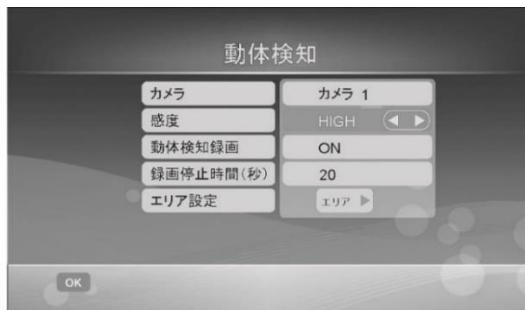 動体検知
カメラ カメラ 1
感度 HIGH
動体検知録画 ON
録画停止時間(秒) 20
エリア設定 エリア
OK